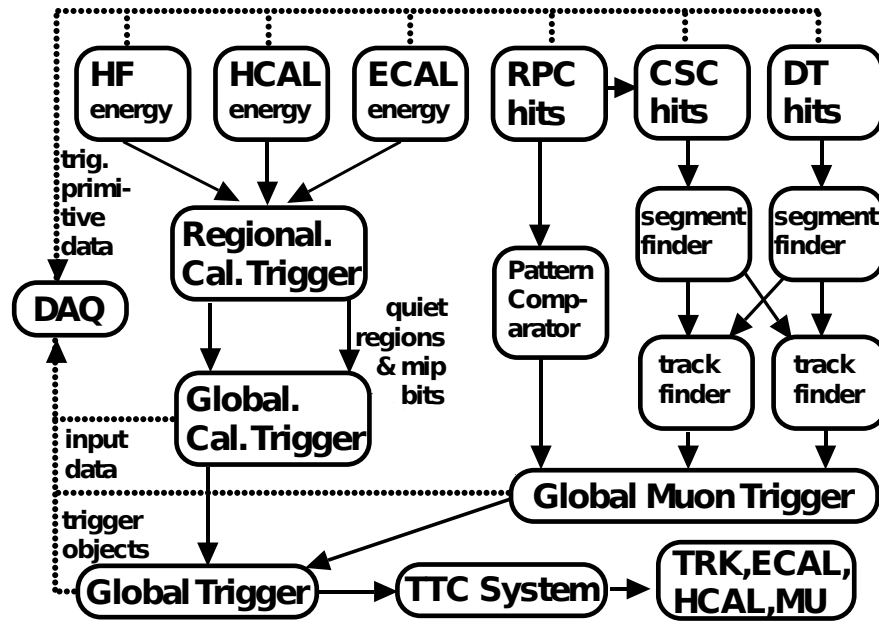 HF
energy
HCAL
energy
ECAL
energy
RPC
hits
CSC
hits
DT
hits
trig.
primi-
tive
data
Regional.
Cal. Trigger
segment
finder
segment
finder
Pattern
Comp-
arator
DAQ
quiet
regions
& mip
bits
track
finder
track
finder
Global.
Cal. Trigger
input
data
Global Muon Trigger
trigger
objects
Global Trigger
TTC System
TRK,ECAL,
HCAL,MU